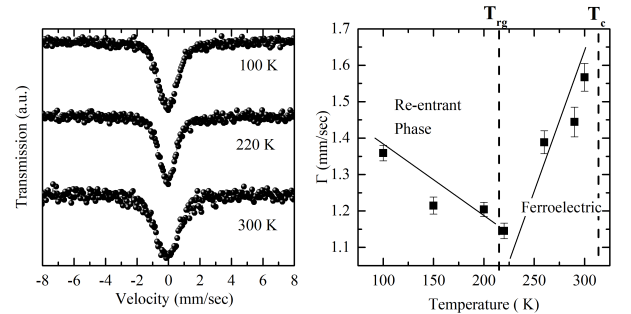 Transmission (a.u.)
100 K
220 K
300 K
-8 -6 -4 -2 0 2 4 6 8
Velocity (mm/sec)
T_rg
T_c
1.7
1.6
1.5
1.4
1.3
1.2
1.1
Γ (mm/sec)
Re-entrant
Phase
Ferroelectric
100 150 200 250 300
Temperature ( K)